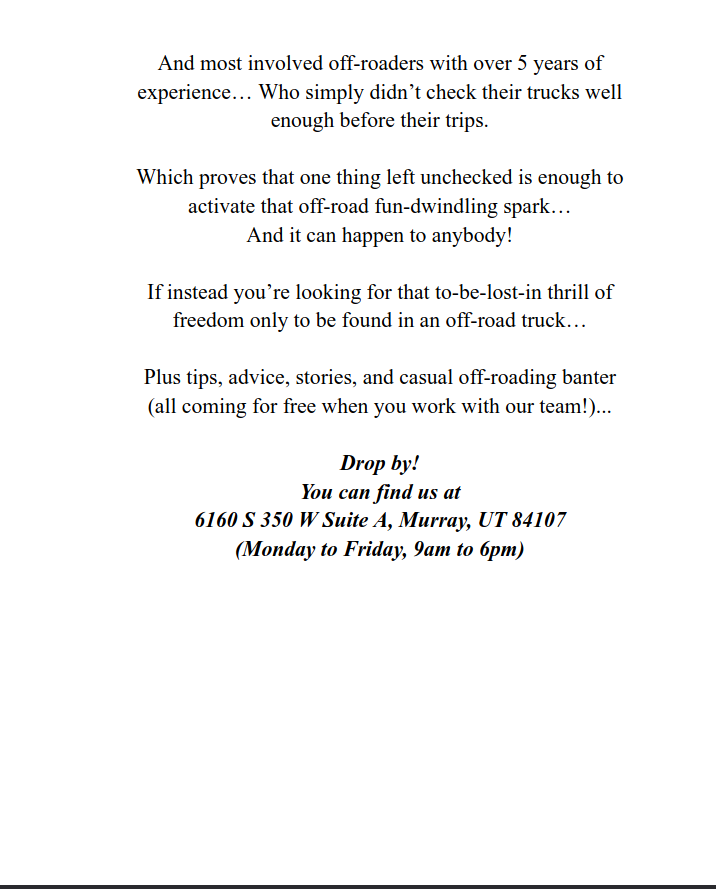 And most involved off-roaders with over 5 years of
experience… Who simply didn’t check their trucks well
enough before their trips.
Which proves that one thing left unchecked is enough to
activate that off-road fun-dwindling spark…
And it can happen to anybody!
If instead you’re looking for that to-be-lost-in thrill of
freedom only to be found in an off-road truck…
Plus tips, advice, stories, and casual off-roading banter
(all coming for free when you work with our team!)...
Drop by!
You can find us at
6160 S 350 W Suite A, Murray, UT 84107
(Monday to Friday, 9am to 6pm)